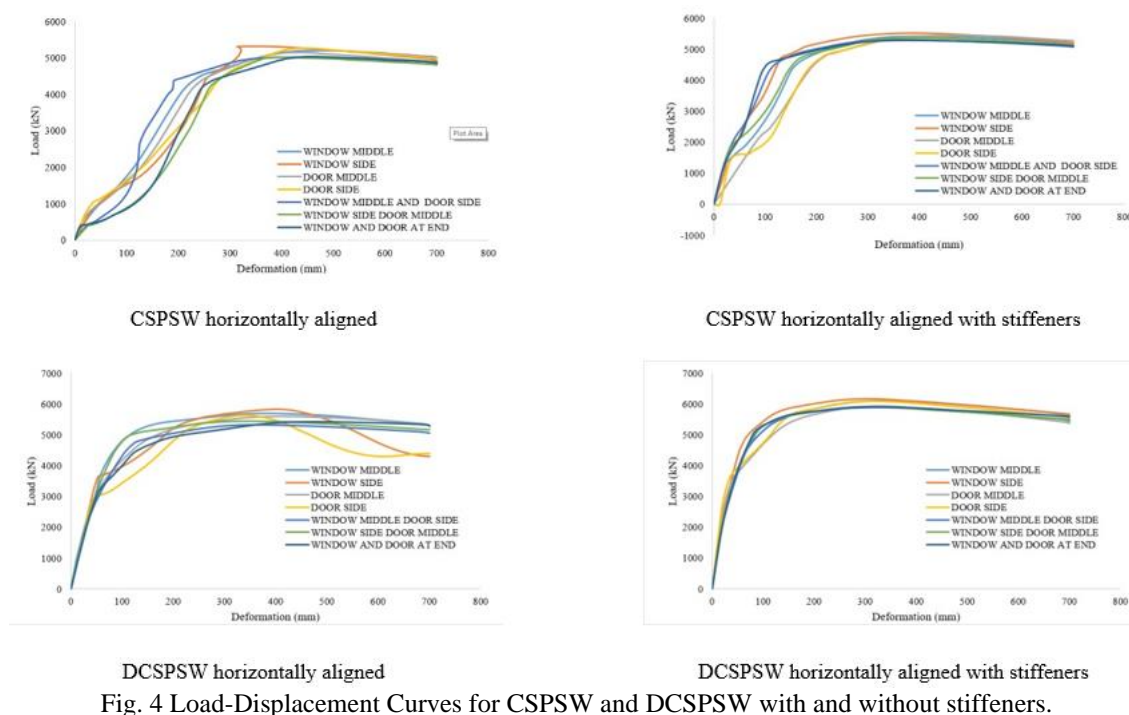 6000
5000
4000
3000
2000
1000
0
Load (kN)
Plot Area
WINDOW MIDDLE
WINDOW SIDE
DOOR MIDDLE
DOOR SIDE
WINDOW MIDDLE AND DOOR SIDE
WINDOW SIDE DOOR MIDDLE
WINDOW AND DOOR AT END
0 100 200 300 400 500 600 700 800
Deformation (mm)
CSPSW horizontally aligned
6000
5000
4000
3000
2000
1000
0
-1000
Load (kN)
WINDOW MIDDLE
WINDOW SIDE
DOOR MIDDLE
DOOR SIDE
WINDOW MIDDLE AND DOOR SIDE
WINDOW SIDE DOOR MIDDLE
WINDOW AND DOOR AT END
0 100 200 300 400 500 600 700 800
Deformation (mm)
CSPSW horizontally aligned with stiffeners
7000
6000
5000
4000
3000
2000
1000
0
Load (kN)
WINDOW MIDDLE
WINDOW SIDE
DOOR MIDDLE
DOOR SIDE
WINDOW MIDDLE DOOR SIDE
WINDOW SIDE DOOR MIDDLE
WINDOW AND DOOR AT END
0 100 200 300 400 500 600 700 800
Deformation (mm)
DCSPSW horizontally aligned
7000
6000
5000
4000
3000
2000
1000
0
Load (kN)
WINDOW MIDDLE
WINDOW SIDE
DOOR MIDDLE
DOOR SIDE
WINDOW MIDDLE DOOR SIDE
WINDOW SIDE DOOR MIDDLE
WINDOW AND DOOR AT END
0 100 200 300 400 500 600 700 800
Deformation (mm)
DCSPSW horizontally aligned with stiffeners
Fig. 4 Load-Displacement Curves for CSPSW and DCSPSW with and without stiffeners.